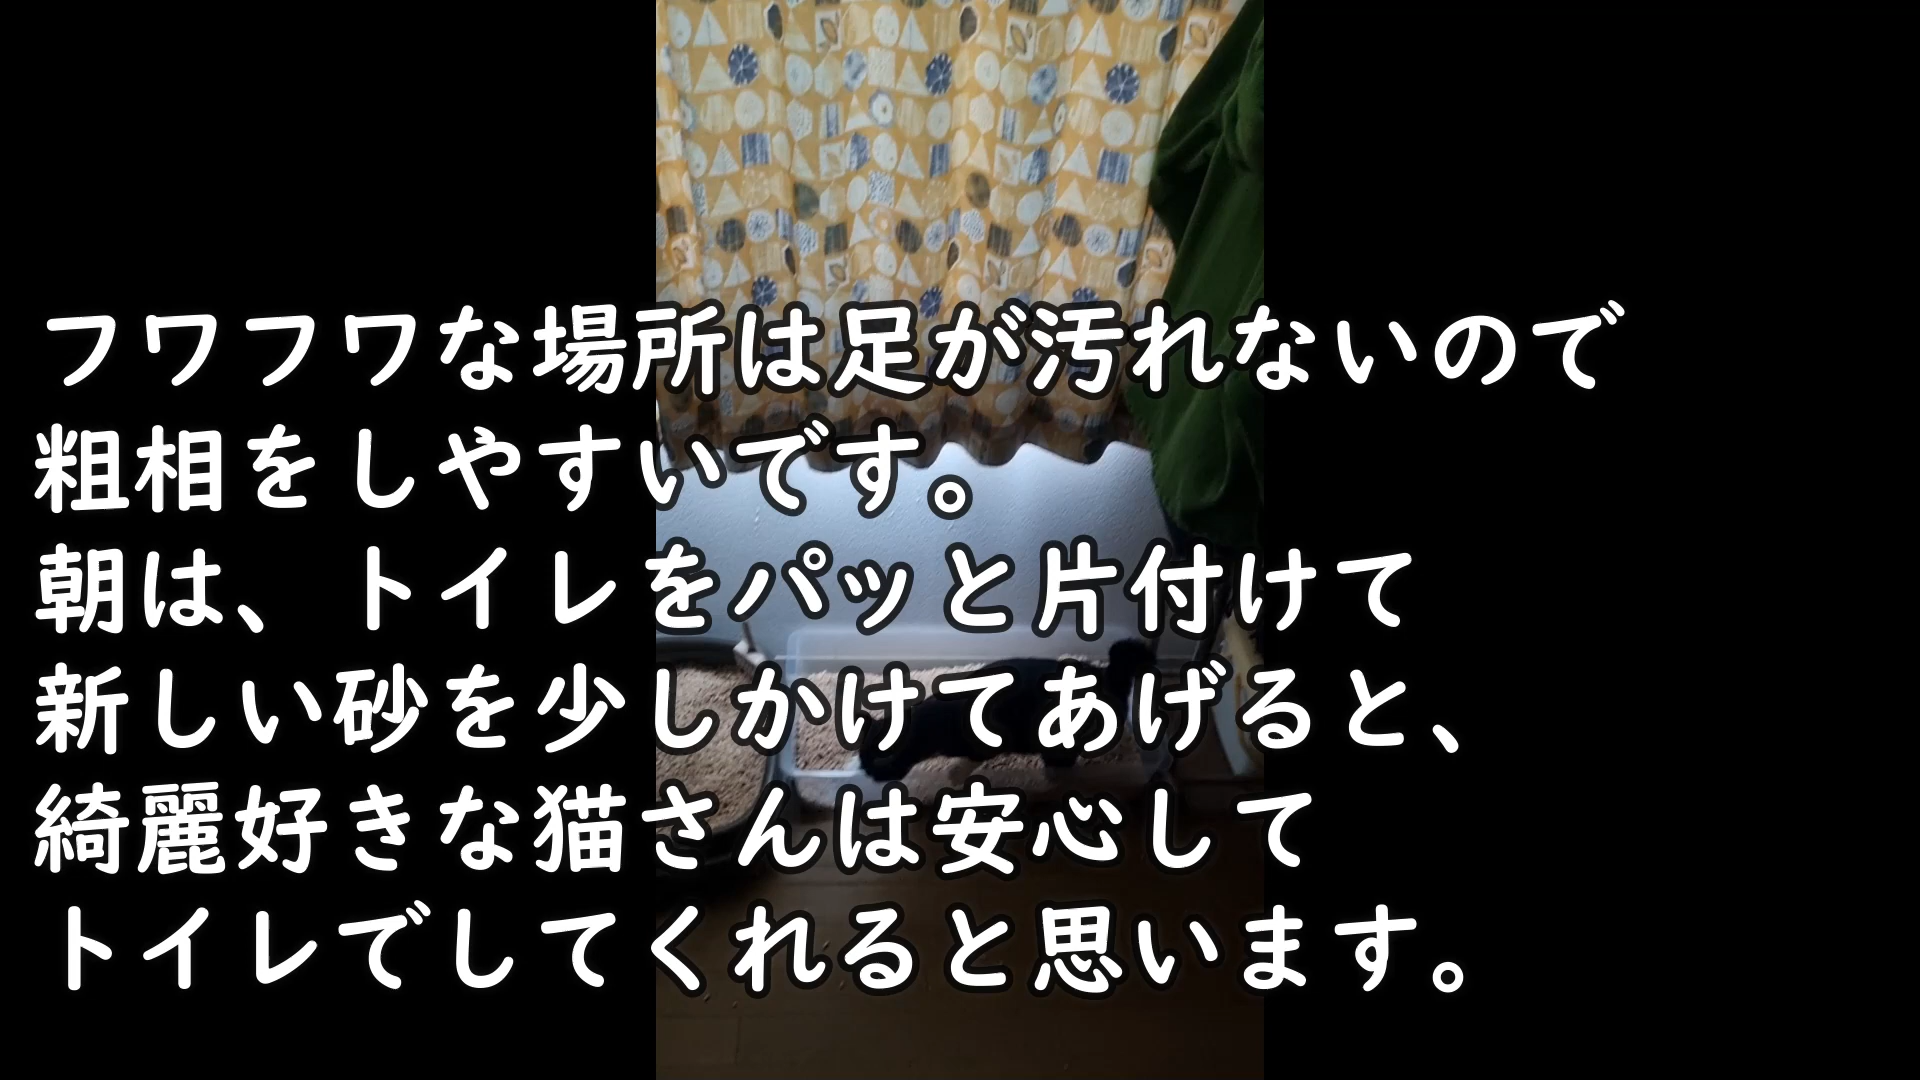 フワフワな場所は足が汚れないので
粗相をしやすいです。
朝は、トイレをパッと片付けて
新しい砂を少しかけてあげると、
綺麗好きな猫さんは安心して
トイレでしてくれると思います。